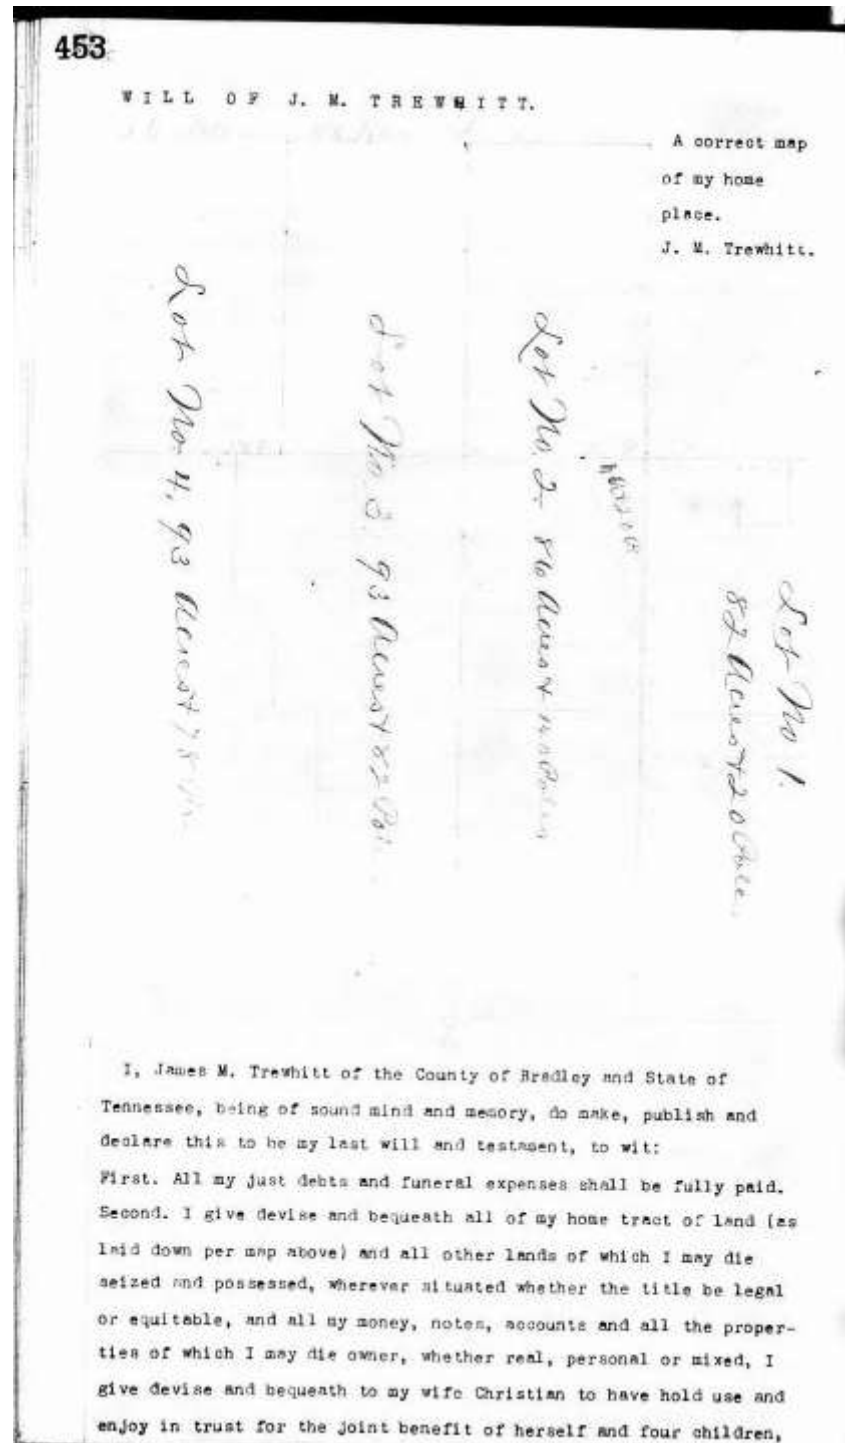 453
WILL OF J. M. TREWHITT.
A correct map
of my home
place.
J. M. Trewhitt.
Lot No 4, 93 Acres &
Lot No. 3, 93 Acres & 82
Lot No. 2 - 86 Acres &
Lot No 1.
82 Acres & 20 Poles
I, James M. Trewhitt of the County of Bradley and State of
Tennessee, being of sound mind and memory, do make, publish and
declare this to be my last will and testament, to wit:
First. All my just debts and funeral expenses shall be fully paid.
Second. I give devise and bequeath all of my home tract of land (as
laid down per map above) and all other lands of which I may die
seized and possessed, wherever situated whether the title be legal
or equitable, and all my money, notes, accounts and all the proper-
ties of which I may die owner, whether real, personal or mixed, I
give devise and bequeath to my wife Christian to have hold use and
enjoy in trust for the joint benefit of herself and four children,